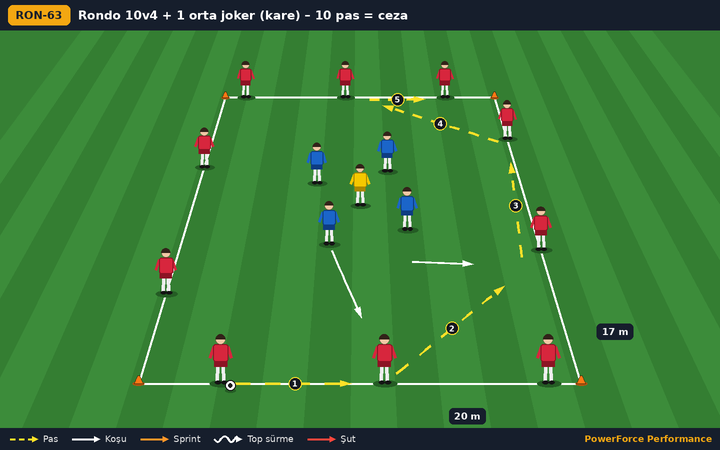 RON-63 Rondo 10v4 + 1 orta joker (kare) – 10 pas = ceza
5
4
3
2
17 m
1
20 m
Pas Koşu Sprint Top sürme Şut PowerForce Performance